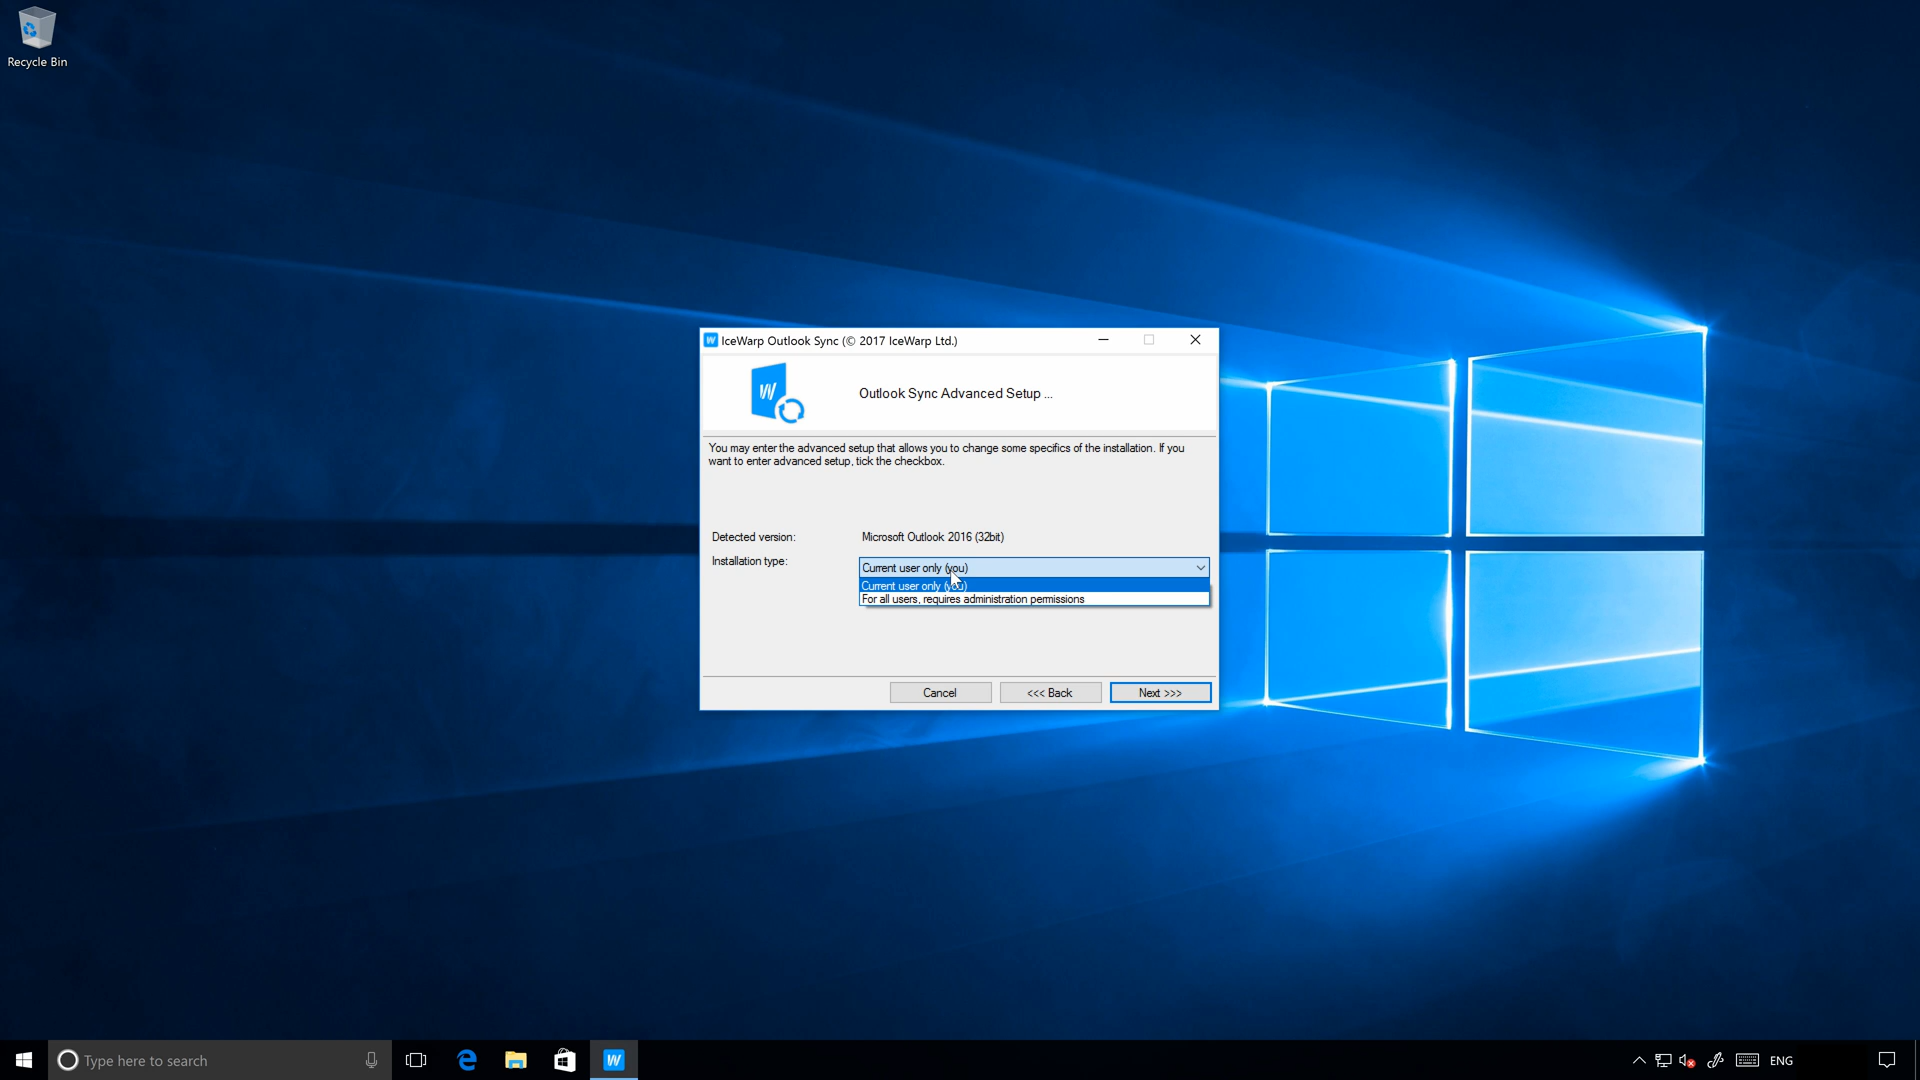 Recycle Bin
IceWarp Outlook Sync (© 2017 IceWarp Ltd.)
Outlook Sync Advanced Setup ...
You may enter the advanced setup that allows you to change some specifics of the installation. If you
want to enter advanced setup, tick the checkbox.
Detected version: Microsoft Outlook 2016 (32bit)
Installation type: Current user only (you)
Current user only (you)
For all users, requires administration permissions
Cancel <<< Back Next >>>
Type here to search ENG